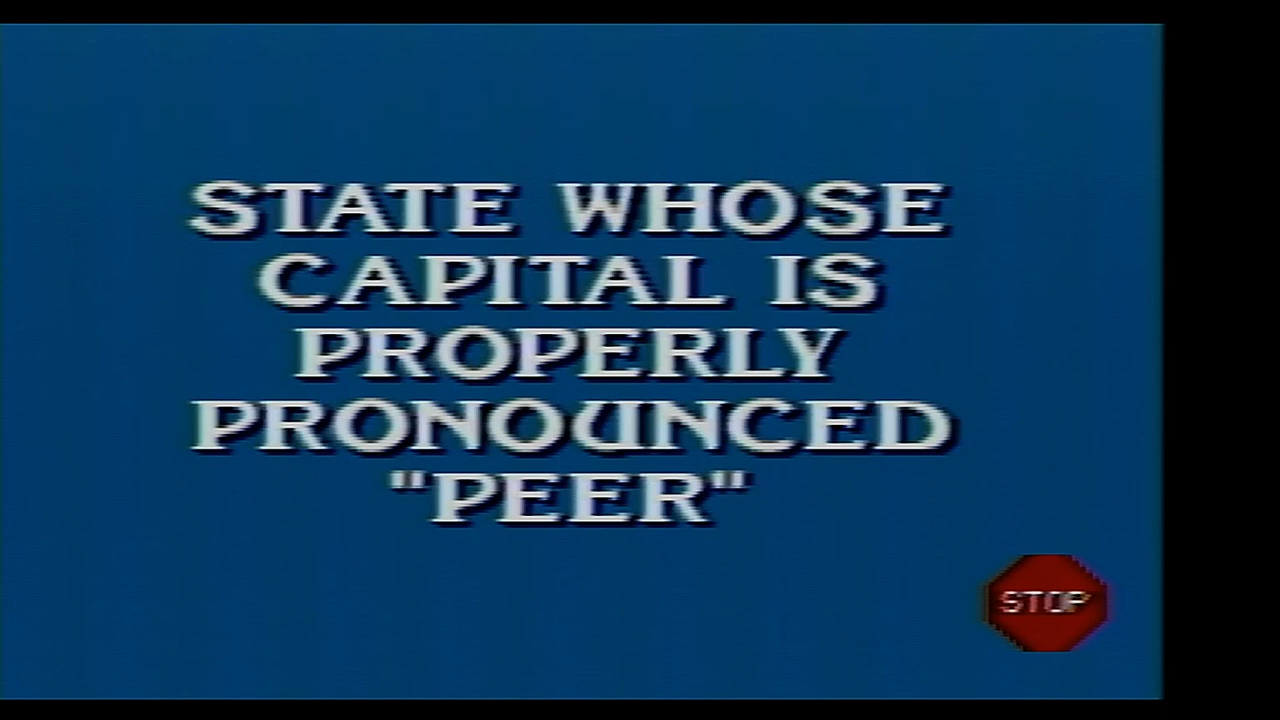 STATE WHOSE
CAPITAL IS
PROPERLY
PRONOUNCED
"PEER"
STOP